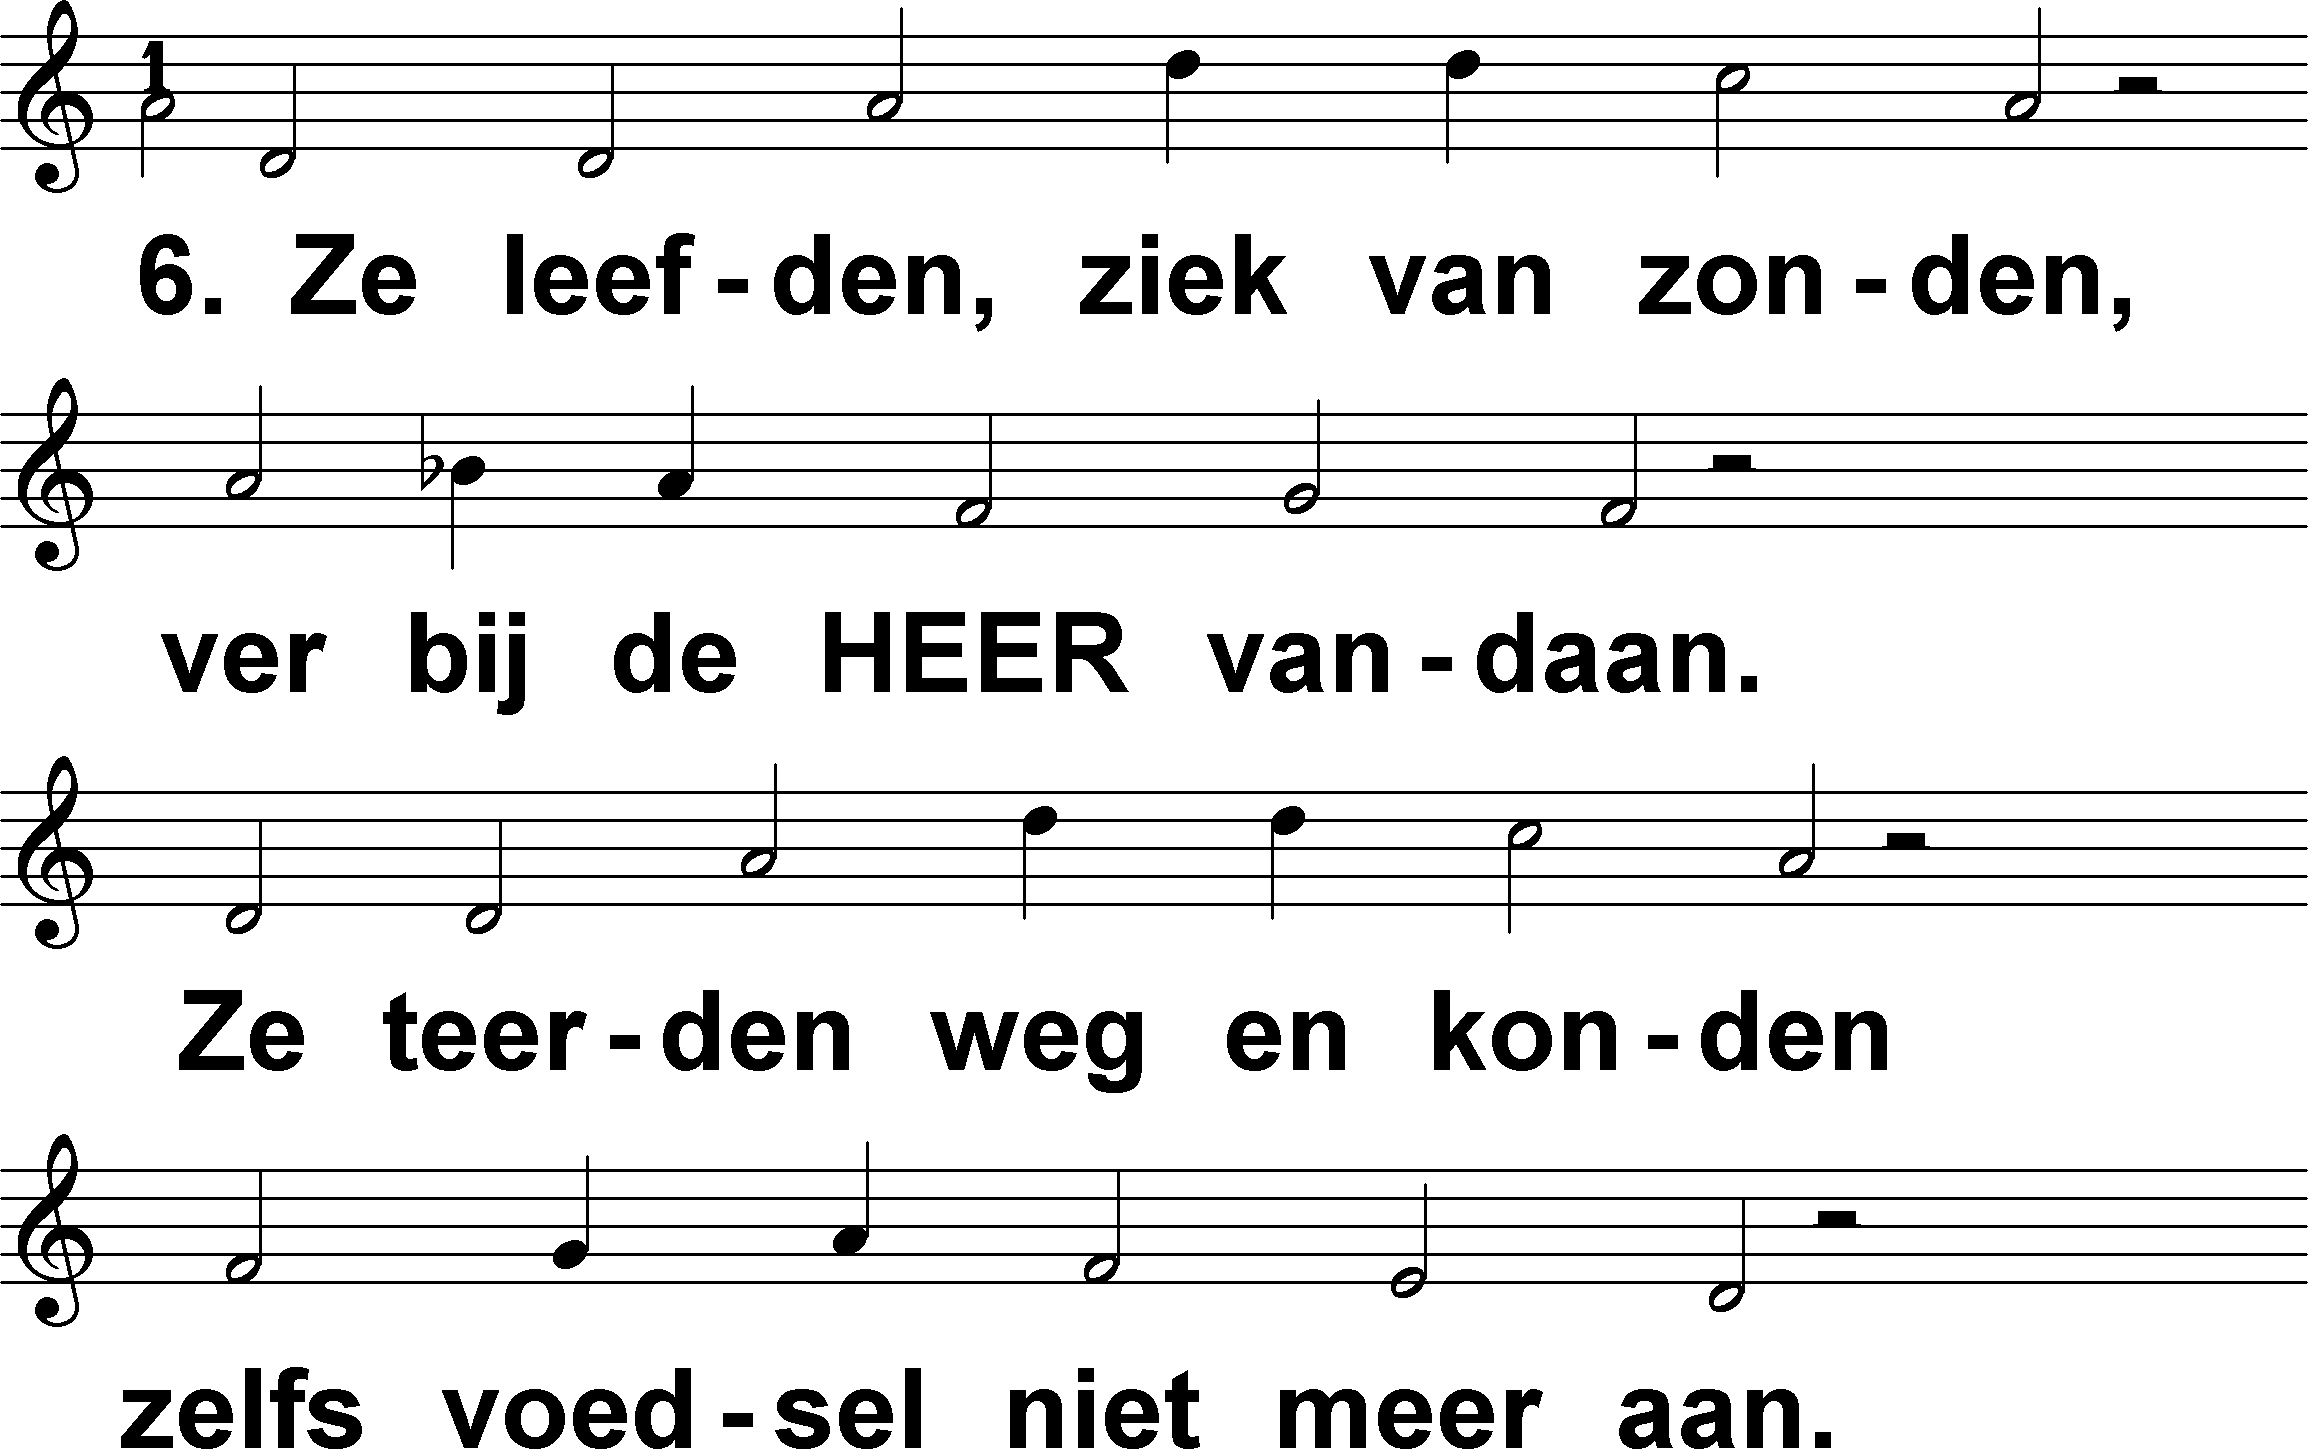 1
6. Ze leef - den, ziek van zon - den,
ver bij de HEER van - daan.
Ze teer - den weg en kon - den
zelfs voed - sel niet meer aan.